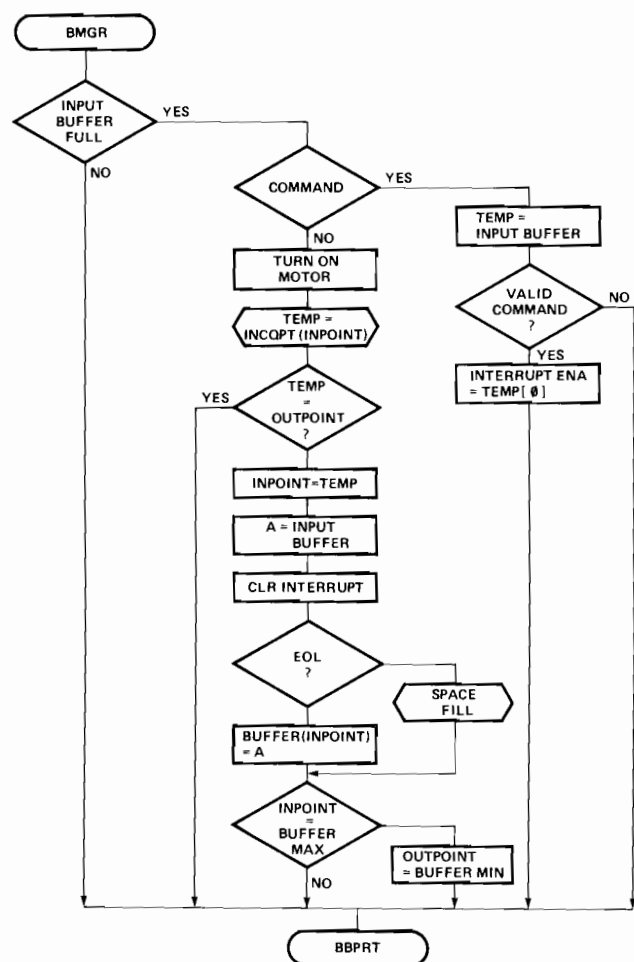 BMGR
INPUT
BUFFER
FULL
YES
NO
COMMAND
YES
NO
TEMP =
INPUT BUFFER
TURN ON
MOTOR
VALID
COMMAND
?
NO
YES
TEMP =
INCQPT (INPOINT)
INTERRUPT ENA
= TEMP[ Ø ]
TEMP
=
OUTPOINT
?
YES
INPOINT=TEMP
A = INPUT
BUFFER
CLR INTERRUPT
EOL
?
SPACE
FILL
BUFFER(INPOINT)
= A
INPOINT
=
BUFFER
MAX
NO
OUTPOINT
= BUFFER MIN
BBPRT